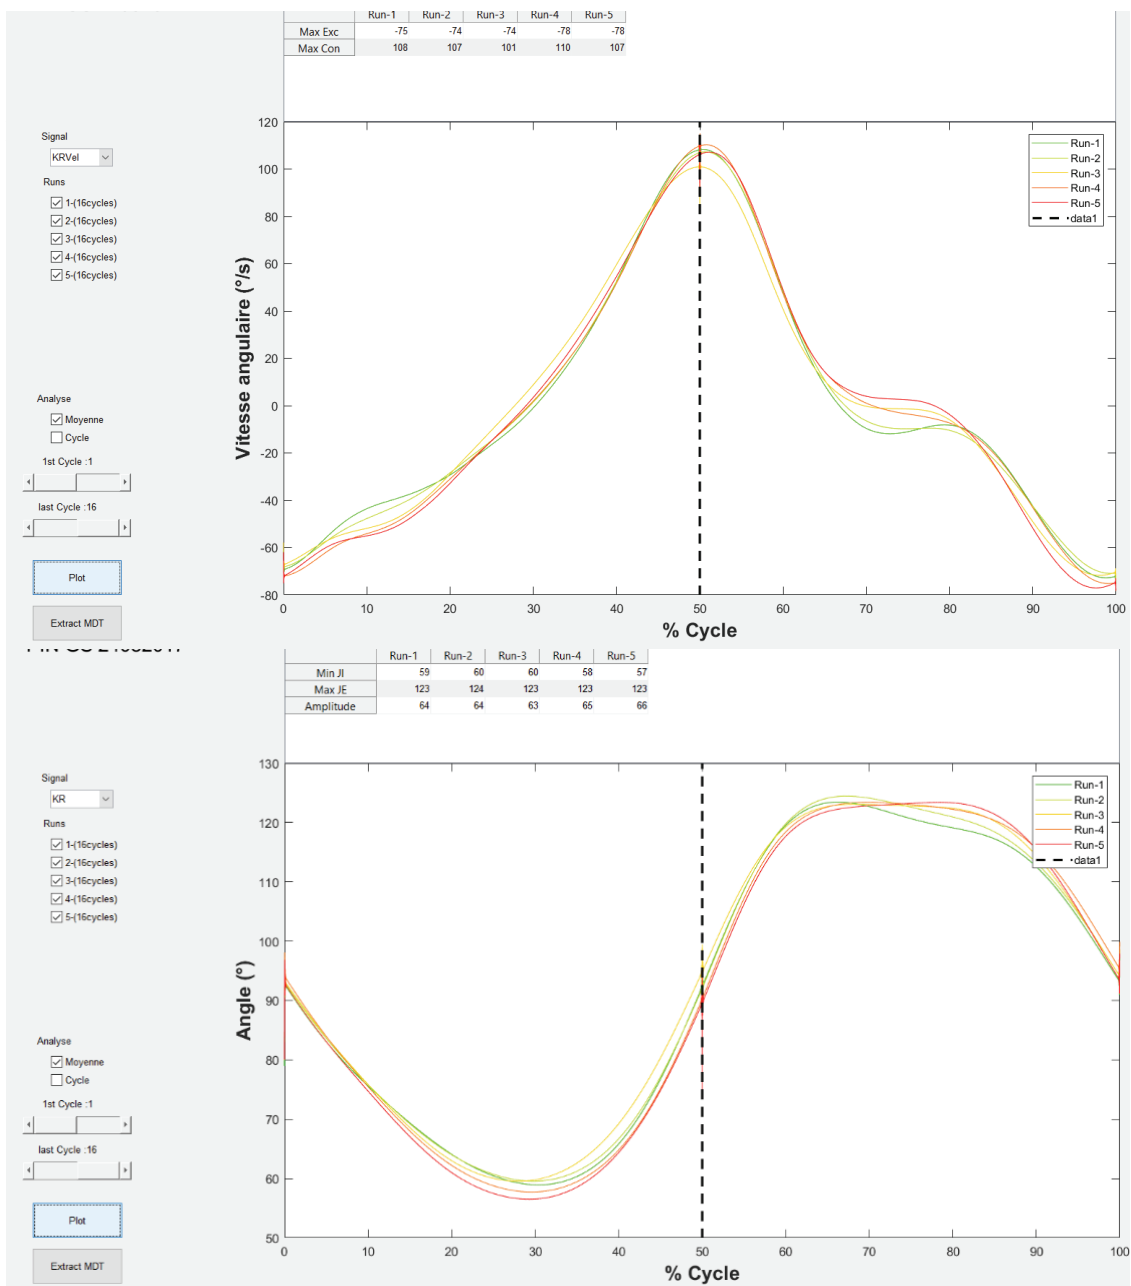 Run-1 Run-2 Run-3 Run-4 Run-5
Max Exc -75 -74 -74 -78 -78
Max Con 108 107 101 110 107
Signal
KRVel
Runs
1-(16cycles)
2-(16cycles)
3-(16cycles)
4-(16cycles)
5-(16cycles)
Analyse
Moyenne
Cycle
1st Cycle :1
last Cycle :16
Plot
Extract MDT
Vitesse angulaire (°/s)
120
100
80
60
40
20
0
-20
-40
-60
-80
0 10 20 30 40 50 60 70 80 90 100
% Cycle
Run-1
Run-2
Run-3
Run-4
Run-5
data1
Run-1 Run-2 Run-3 Run-4 Run-5
Min JI 59 60 60 58 57
Max JE 123 124 123 123 123
Amplitude 64 64 63 65 66
Signal
KR
Runs
1-(16cycles)
2-(16cycles)
3-(16cycles)
4-(16cycles)
5-(16cycles)
Analyse
Moyenne
Cycle
1st Cycle :1
last Cycle :16
Plot
Extract MDT
Angle (°)
130
120
110
100
90
80
70
60
50
0 10 20 30 40 50 60 70 80 90 100
% Cycle
Run-1
Run-2
Run-3
Run-4
Run-5
data1